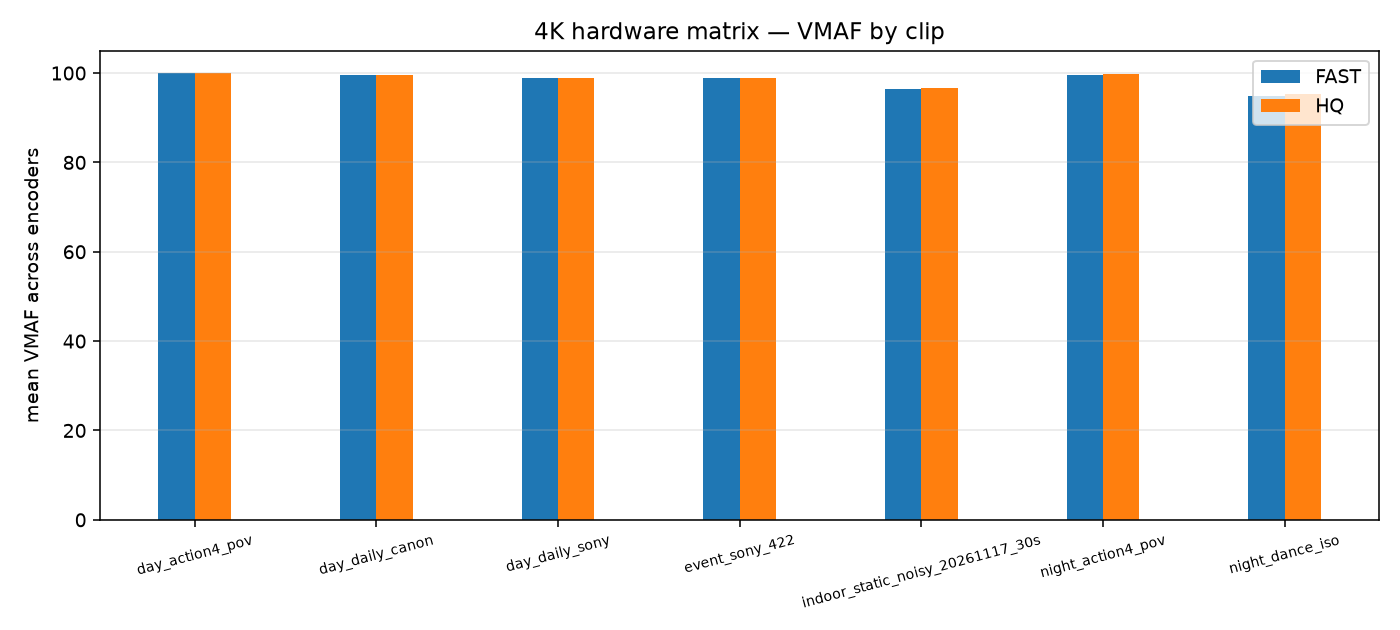 4K hardware matrix — VMAF by clip
mean VMAF across encoders
100
80
60
40
20
0
FAST
HQ
day_action4_pov
day_daily_canon
day_daily_sony
event_sony_422
indoor_static_noisy_20261117_30s
night_action4_pov
night_dance_iso